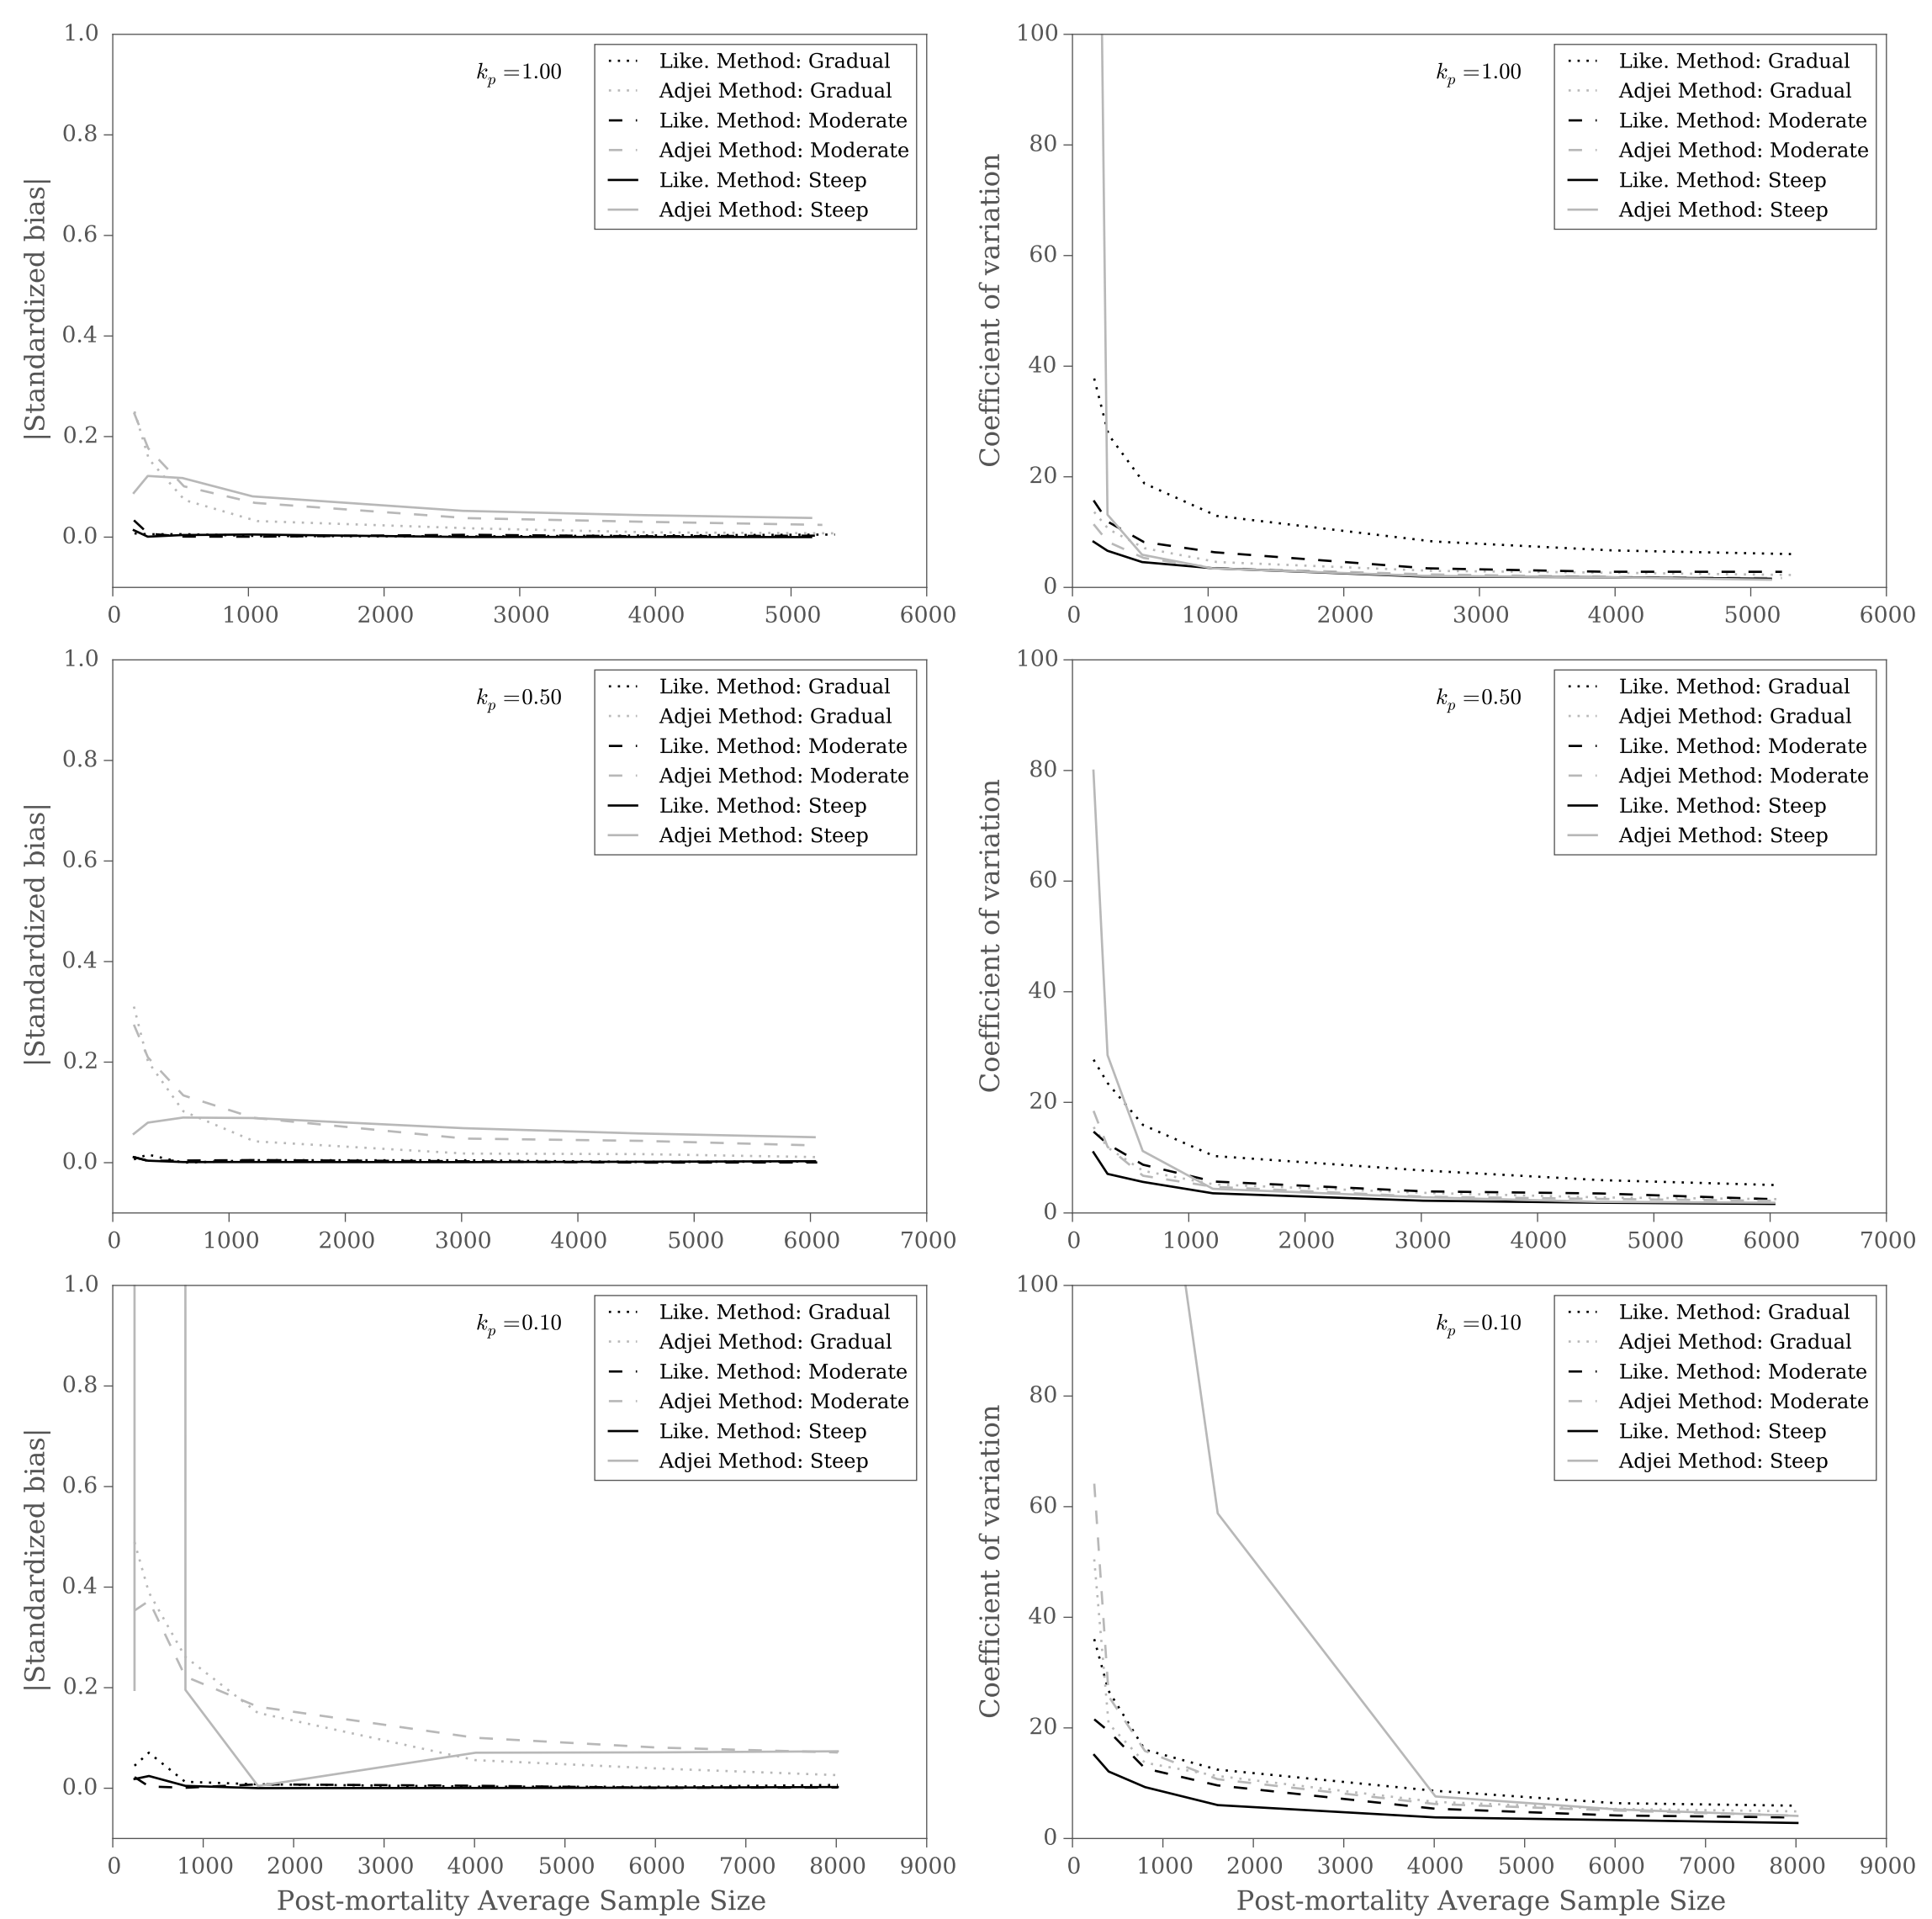 1.0
0.8
0.6
0.4
0.2
0.0
|Standardized bias|
k_p =1.00
Like. Method: Gradual
Adjei Method: Gradual
Like. Method: Moderate
Adjei Method: Moderate
Like. Method: Steep
Adjei Method: Steep
0 1000 2000 3000 4000 5000 6000
100
80
60
40
20
0
Coefficient of variation
k_p =1.00
Like. Method: Gradual
Adjei Method: Gradual
Like. Method: Moderate
Adjei Method: Moderate
Like. Method: Steep
Adjei Method: Steep
0 1000 2000 3000 4000 5000 6000
1.0
0.8
0.6
0.4
0.2
0.0
|Standardized bias|
k_p =0.50
Like. Method: Gradual
Adjei Method: Gradual
Like. Method: Moderate
Adjei Method: Moderate
Like. Method: Steep
Adjei Method: Steep
0 1000 2000 3000 4000 5000 6000 7000
100
80
60
40
20
0
Coefficient of variation
k_p =0.50
Like. Method: Gradual
Adjei Method: Gradual
Like. Method: Moderate
Adjei Method: Moderate
Like. Method: Steep
Adjei Method: Steep
0 1000 2000 3000 4000 5000 6000 7000
1.0
0.8
0.6
0.4
0.2
0.0
|Standardized bias|
k_p =0.10
Like. Method: Gradual
Adjei Method: Gradual
Like. Method: Moderate
Adjei Method: Moderate
Like. Method: Steep
Adjei Method: Steep
0 1000 2000 3000 4000 5000 6000 7000 8000 9000
Post-mortality Average Sample Size
100
80
60
40
20
0
Coefficient of variation
k_p =0.10
Like. Method: Gradual
Adjei Method: Gradual
Like. Method: Moderate
Adjei Method: Moderate
Like. Method: Steep
Adjei Method: Steep
0 1000 2000 3000 4000 5000 6000 7000 8000 9000
Post-mortality Average Sample Size